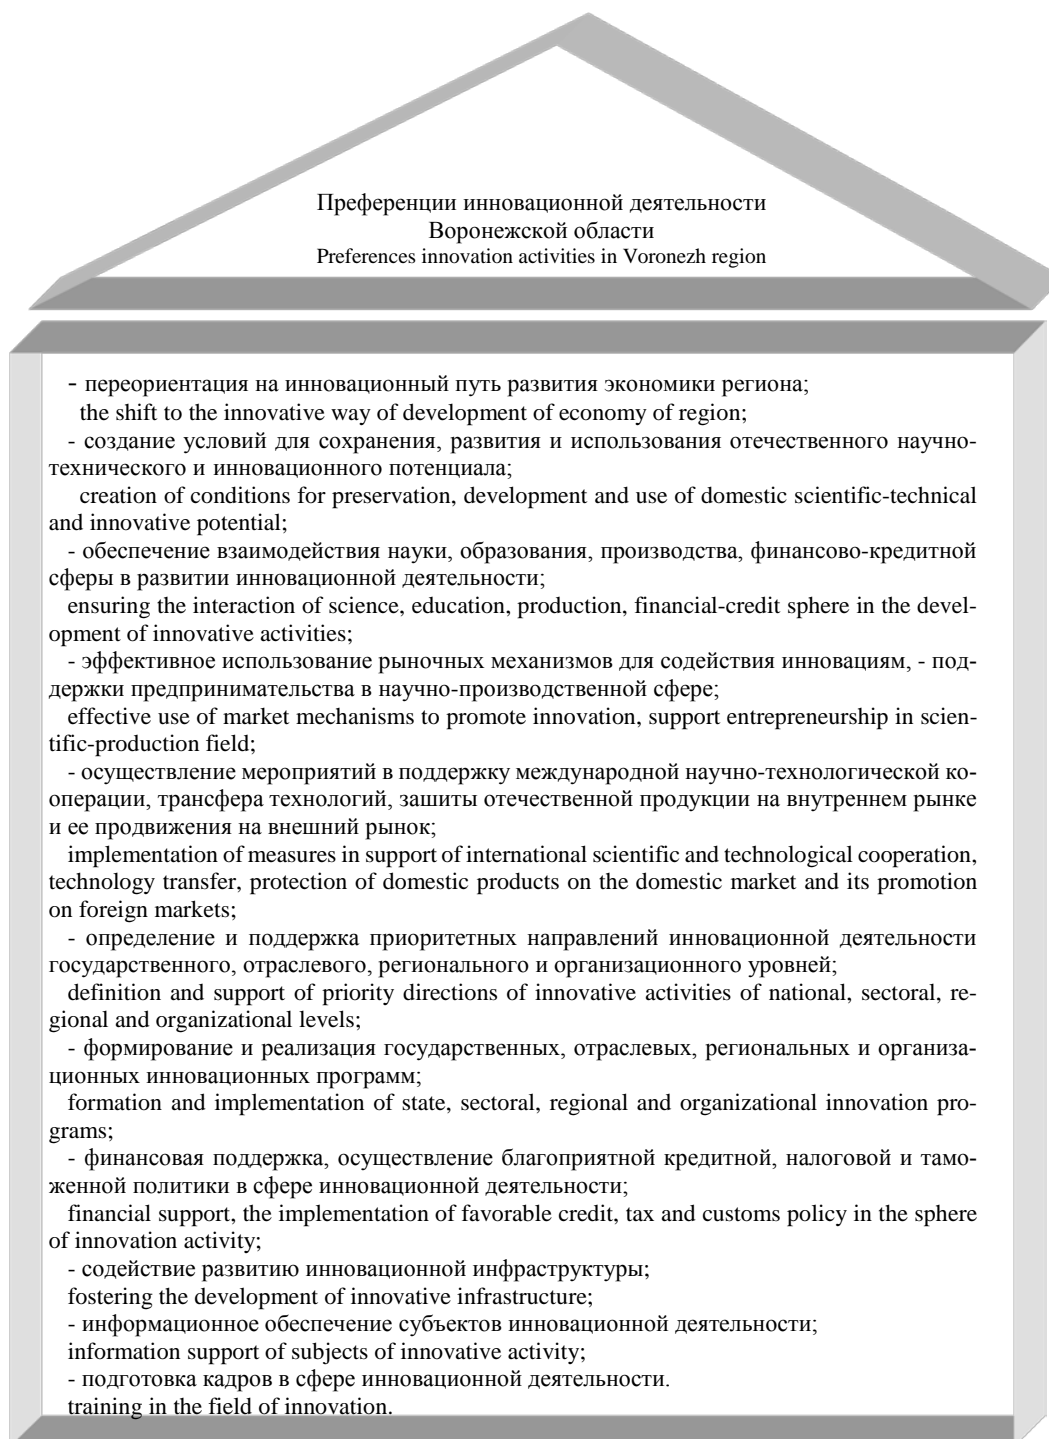 Преференции инновационной деятельности
Воронежской области
Preferences innovation activities in Voronezh region
- переориентация на инновационный путь развития экономики региона;
the shift to the innovative way of development of economy of region;
- создание условий для сохранения, развития и использования отечественного научно-
технического и инновационного потенциала;
creation of conditions for preservation, development and use of domestic scientific-technical
and innovative potential;
- обеспечение взаимодействия науки, образования, производства, финансово-кредитной
сферы в развитии инновационной деятельности;
ensuring the interaction of science, education, production, financial-credit sphere in the devel-
opment of innovative activities;
- эффективное использование рыночных механизмов для содействия инновациям, - под-
держки предпринимательства в научно-производственной сфере;
effective use of market mechanisms to promote innovation, support entrepreneurship in scien-
tific-production field;
- осуществление мероприятий в поддержку международной научно-технологической ко-
операции, трансфера технологий, зашиты отечественной продукции на внутреннем рынке
и ее продвижения на внешний рынок;
implementation of measures in support of international scientific and technological cooperation,
technology transfer, protection of domestic products on the domestic market and its promotion
on foreign markets;
- определение и поддержка приоритетных направлений инновационной деятельности
государственного, отраслевого, регионального и организационного уровней;
definition and support of priority directions of innovative activities of national, sectoral, re-
gional and organizational levels;
- формирование и реализация государственных, отраслевых, региональных и организа-
ционных инновационных программ;
formation and implementation of state, sectoral, regional and organizational innovation pro-
grams;
- финансовая поддержка, осуществление благоприятной кредитной, налоговой и тамо-
женной политики в сфере инновационной деятельности;
financial support, the implementation of favorable credit, tax and customs policy in the sphere
of innovation activity;
- содействие развитию инновационной инфраструктуры;
fostering the development of innovative infrastructure;
- информационное обеспечение субъектов инновационной деятельности;
information support of subjects of innovative activity;
- подготовка кадров в сфере инновационной деятельности.
training in the field of innovation.